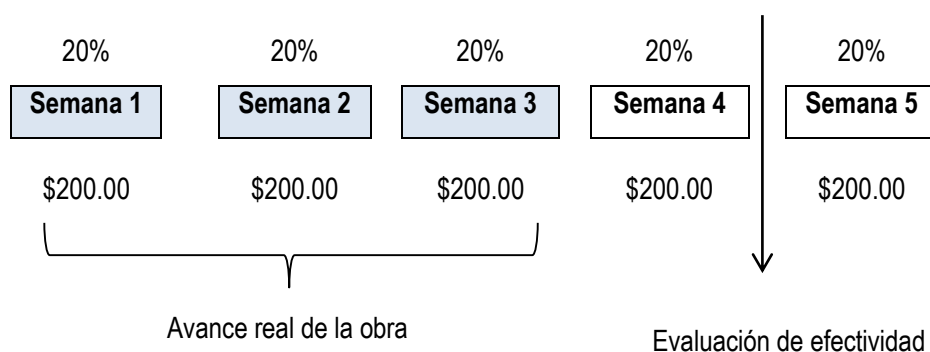 20% 20% 20% 20% 20%
Semana 1 Semana 2 Semana 3 Semana 4 Semana 5
$200.00 $200.00 $200.00 $200.00 $200.00
Avance real de la obra
Evaluación de efectividad